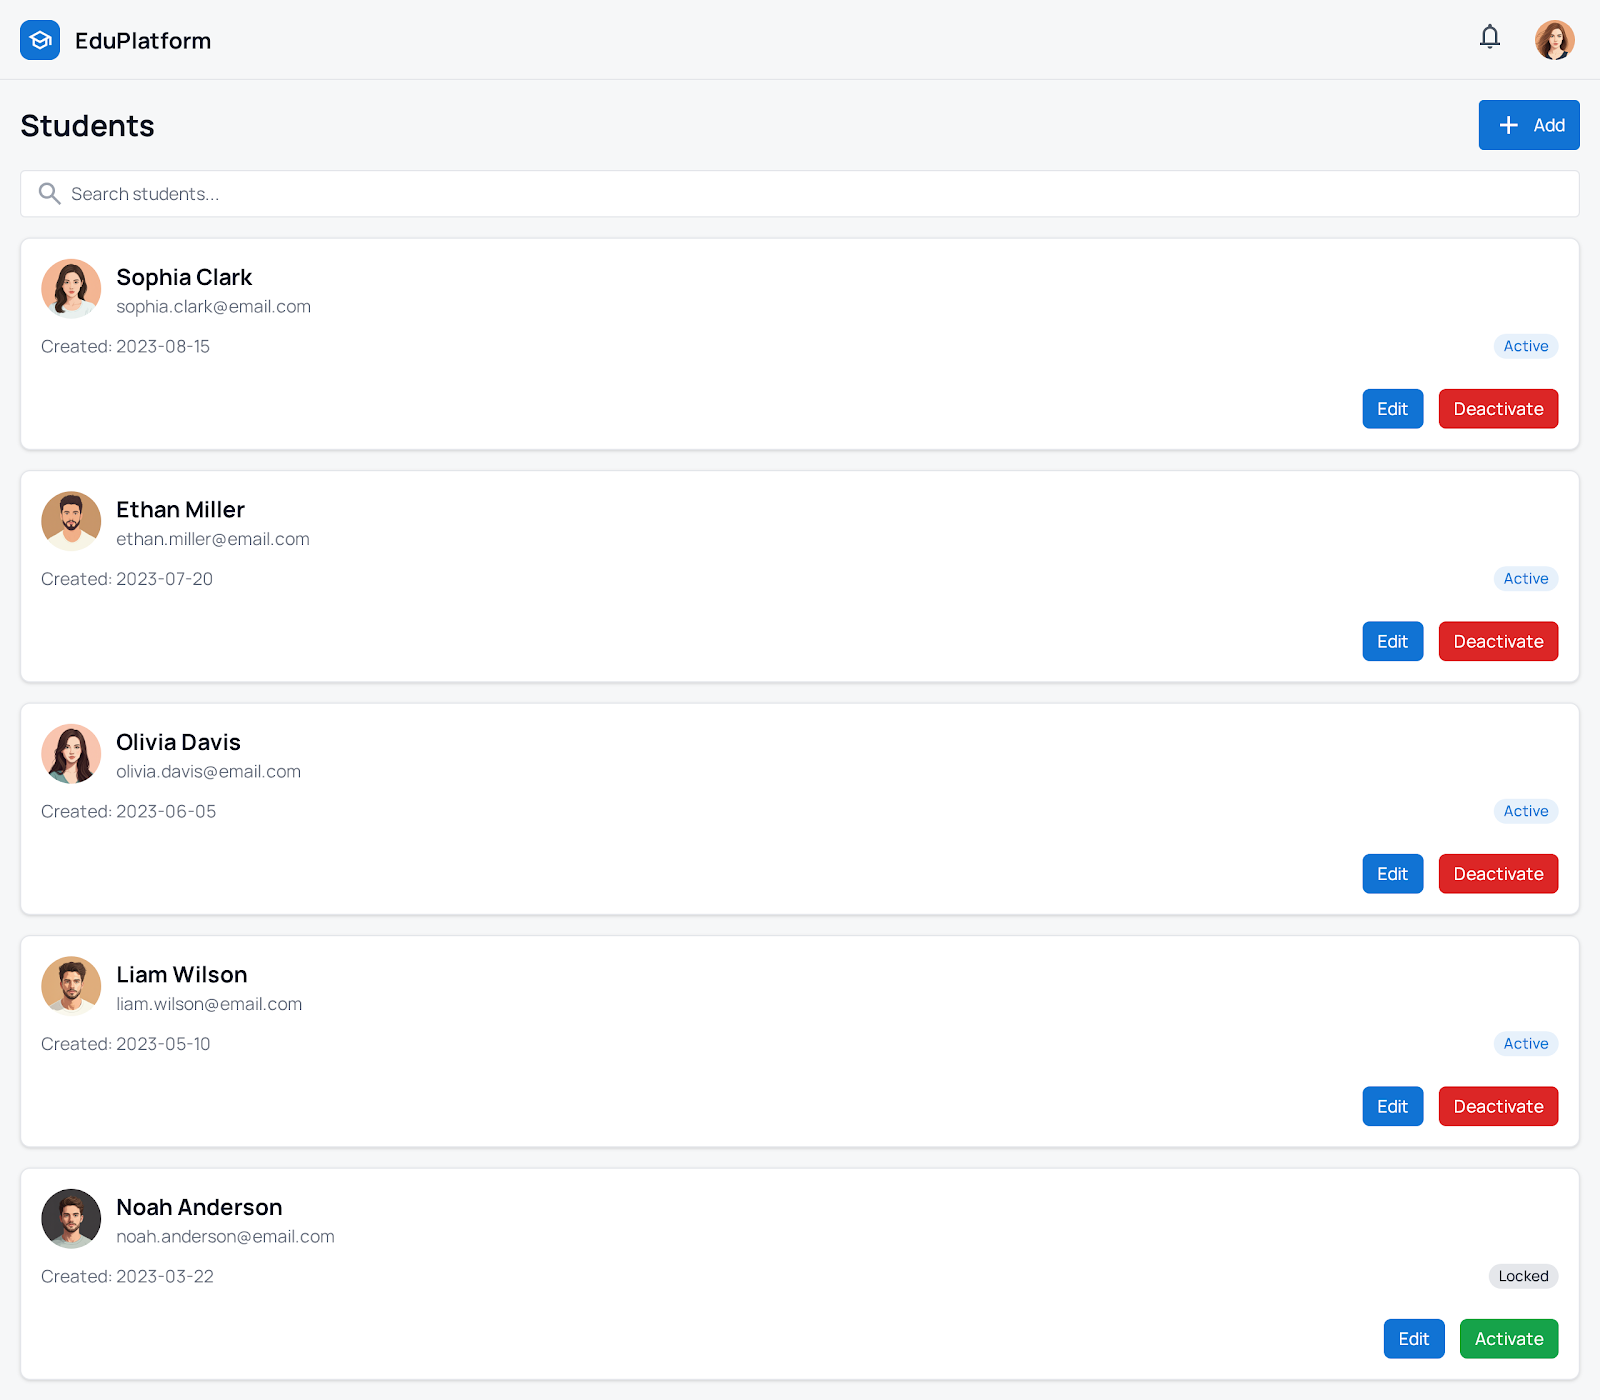 EduPlatform
Students
Add
Search students...
Sophia Clark
sophia.clark@email.com
Created: 2023-08-15
Active
Edit Deactivate
Ethan Miller
ethan.miller@email.com
Created: 2023-07-20
Active
Edit Deactivate
Olivia Davis
olivia.davis@email.com
Created: 2023-06-05
Active
Edit Deactivate
Liam Wilson
liam.wilson@email.com
Created: 2023-05-10
Active
Edit Deactivate
Noah Anderson
noah.anderson@email.com
Created: 2023-03-22
Locked
Edit Activate